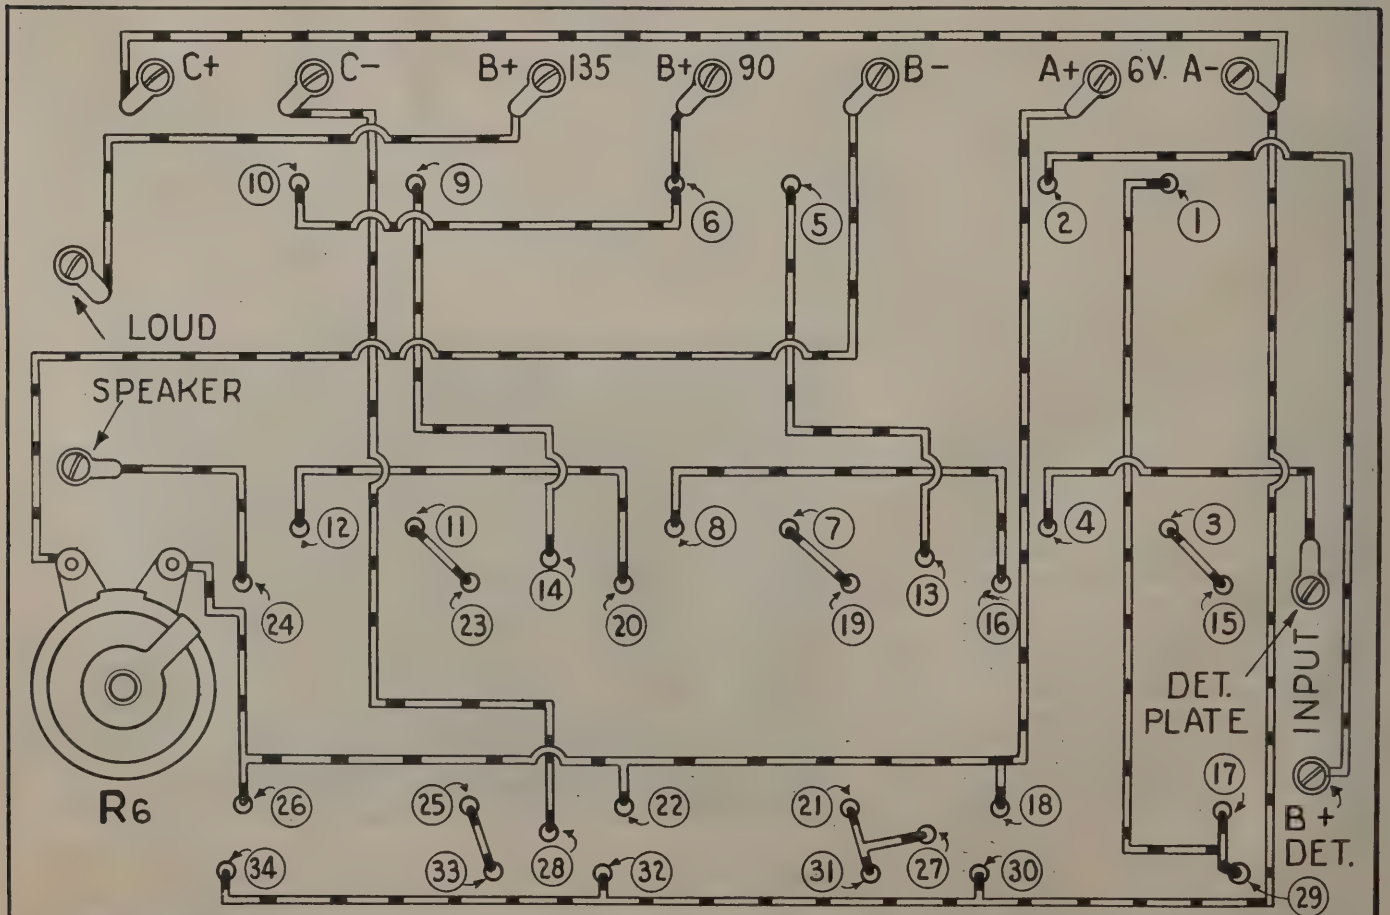 C+ C- B+ 135 B+ 90 B- A+ 6V. A-
10 9 6 5 2 1
LOUD
SPEAKER
12 11 8 7 4 3
24 23 14 20 19 13 16 15
INPUT
DET.
PLATE
R6
26 25 22 21 18 17
B+
DET.
34 33 28 32 31 27 30 29